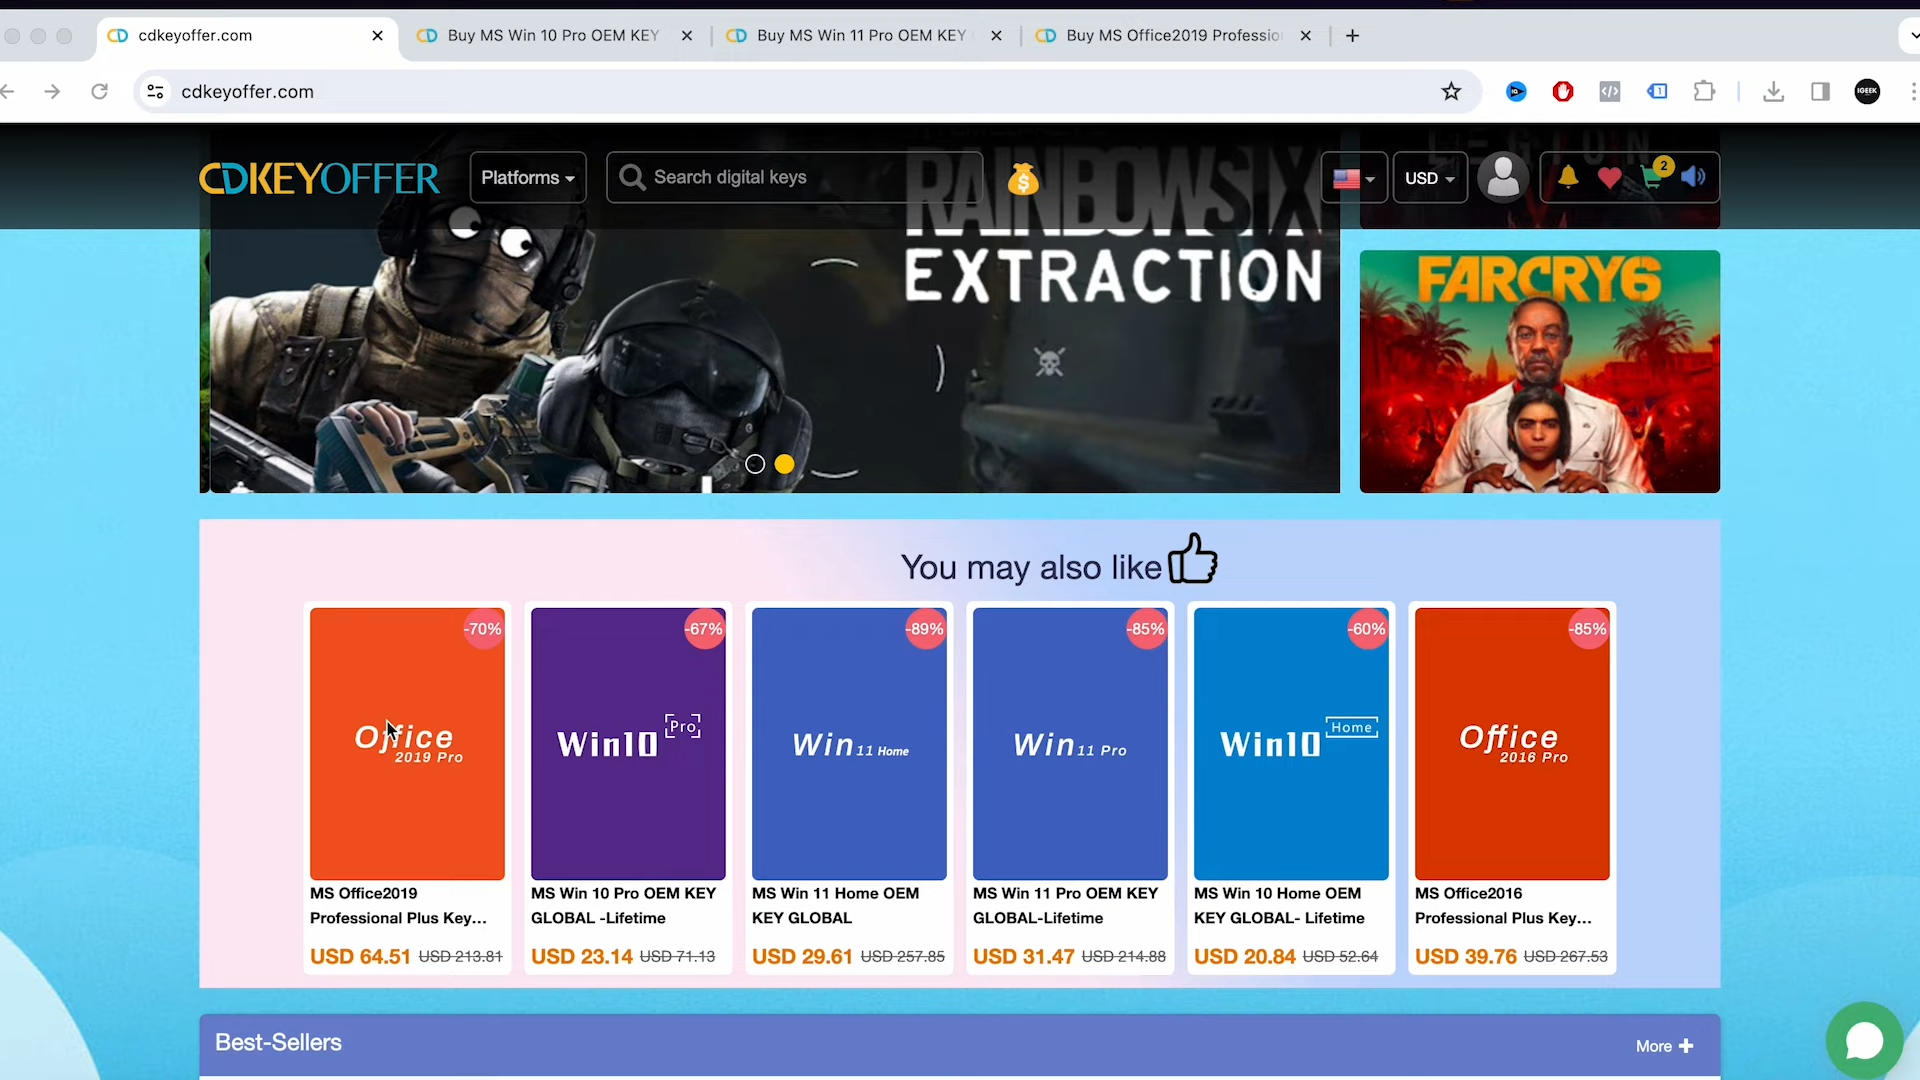 cdkeyoffer.com
Buy MS Win 10 Pro OEM KEY
Buy MS Win 11 Pro OEM KEY
Buy MS Office2019 Professio
cdkeyoffer.com
1
IGEEK
CDKEYOFFER
Platforms
Search digital keys
$
USD
2
RAINBOWSIX
EXTRACTION
FARCRY6
You may also like
-70%
Office
2019 Pro
MS Office2019
Professional Plus Key...
USD 64.51 USD 213.81
-67%
Win10 Pro
MS Win 10 Pro OEM KEY
GLOBAL -Lifetime
USD 23.14 USD 71.13
-89%
Win 11 Home
MS Win 11 Home OEM
KEY GLOBAL
USD 29.61 USD 257.85
-85%
Win 11 Pro
MS Win 11 Pro OEM KEY
GLOBAL-Lifetime
USD 31.47 USD 214.88
-60%
Win10 Home
MS Win 10 Home OEM
KEY GLOBAL- Lifetime
USD 20.84 USD 52.64
-85%
Office
2016 Pro
MS Office2016
Professional Plus Key...
USD 39.76 USD 267.53
Best-Sellers
More +